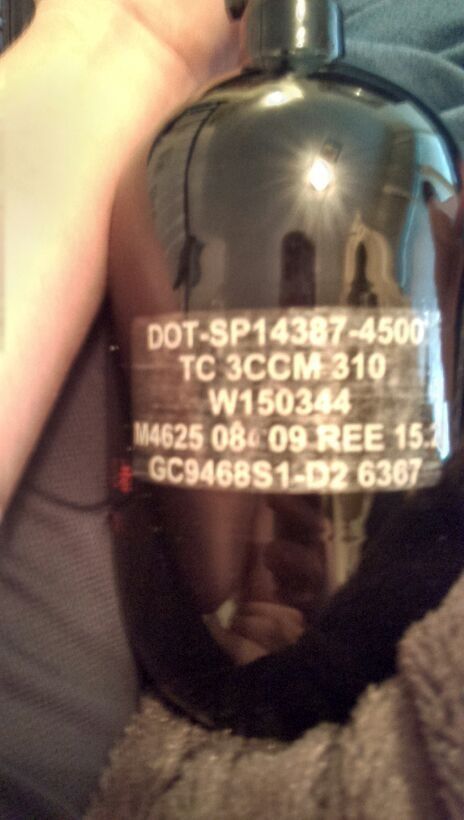 DOT-SP14387-4500
TC 3CCM 310
W150344
M4625 08 09 REE 15.2
GC9468S1-D2 6367